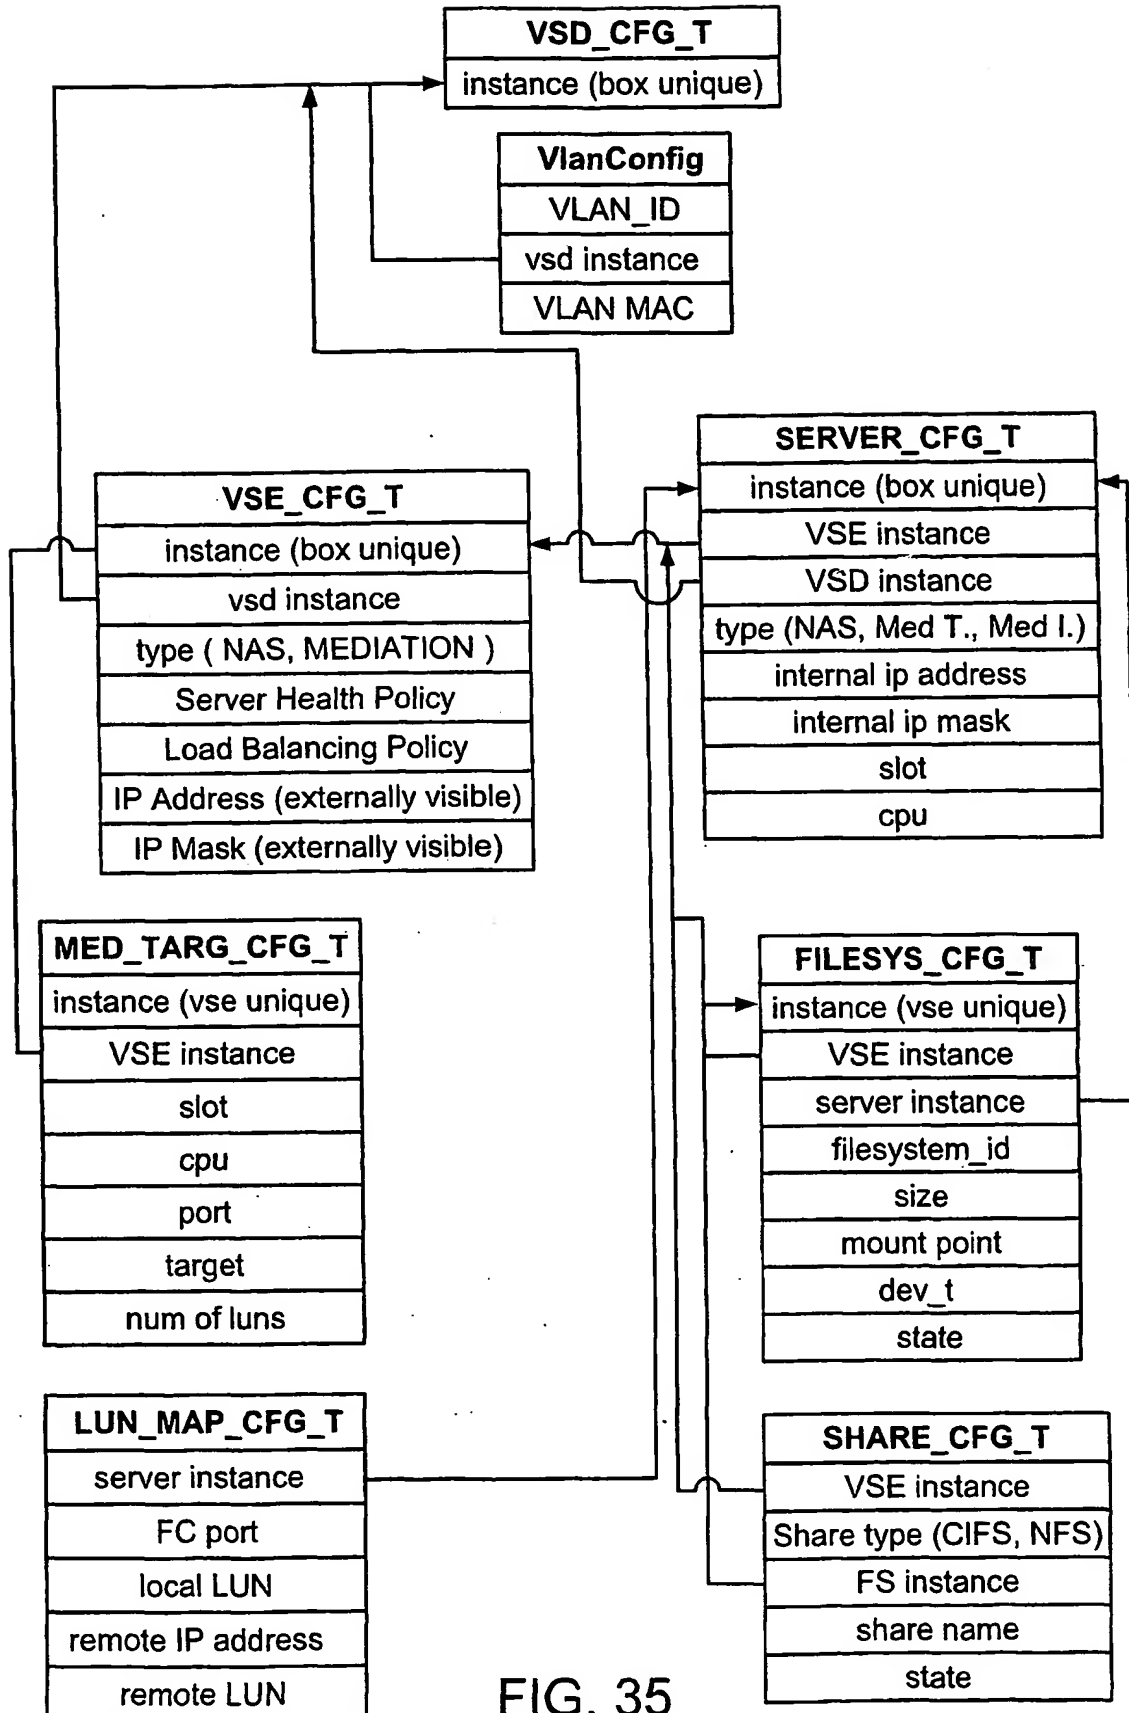 VSD_CFG_T
instance (box unique)
VlanConfig
VLAN_ID
vsd instance
VLAN MAC
SERVER_CFG_T
instance (box unique)
VSE instance
VSD instance
type (NAS, Med T., Med I.)
internal ip address
internal ip mask
slot
cpu
VSE_CFG_T
instance (box unique)
vsd instance
type ( NAS, MEDIATION )
Server Health Policy
Load Balancing Policy
IP Address (externally visible)
IP Mask (externally visible)
MED_TARG_CFG_T
instance (vse unique)
VSE instance
slot
cpu
port
target
num of luns
FILESYS_CFG_T
instance (vse unique)
VSE instance
server instance
filesystem_id
size
mount point
dev_t
state
LUN_MAP_CFG_T
server instance
FC port
local LUN
remote IP address
remote LUN
SHARE_CFG_T
VSE instance
Share type (CIFS, NFS)
FS instance
share name
state
FIG. 35